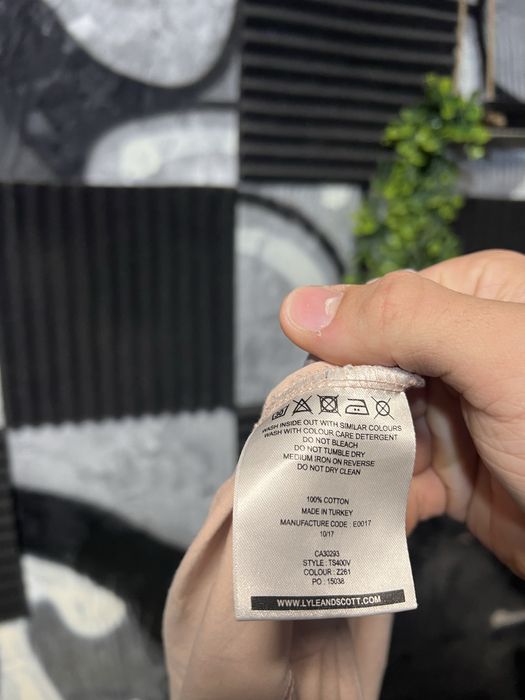 WASH INSIDE OUT WITH SIMILAR COLOURS
WASH WITH COLOUR CARE DETERGENT
DO NOT BLEACH
DO NOT TUMBLE DRY
MEDIUM IRON ON REVERSE
DO NOT DRY CLEAN
100% COTTON
MADE IN TURKEY
MANUFACTURE CODE : E0017
10/17
CA30293
STYLE : TS400V
COLOUR : Z261
PO : 15038
WWW.LYLEANDSCOTT.COM